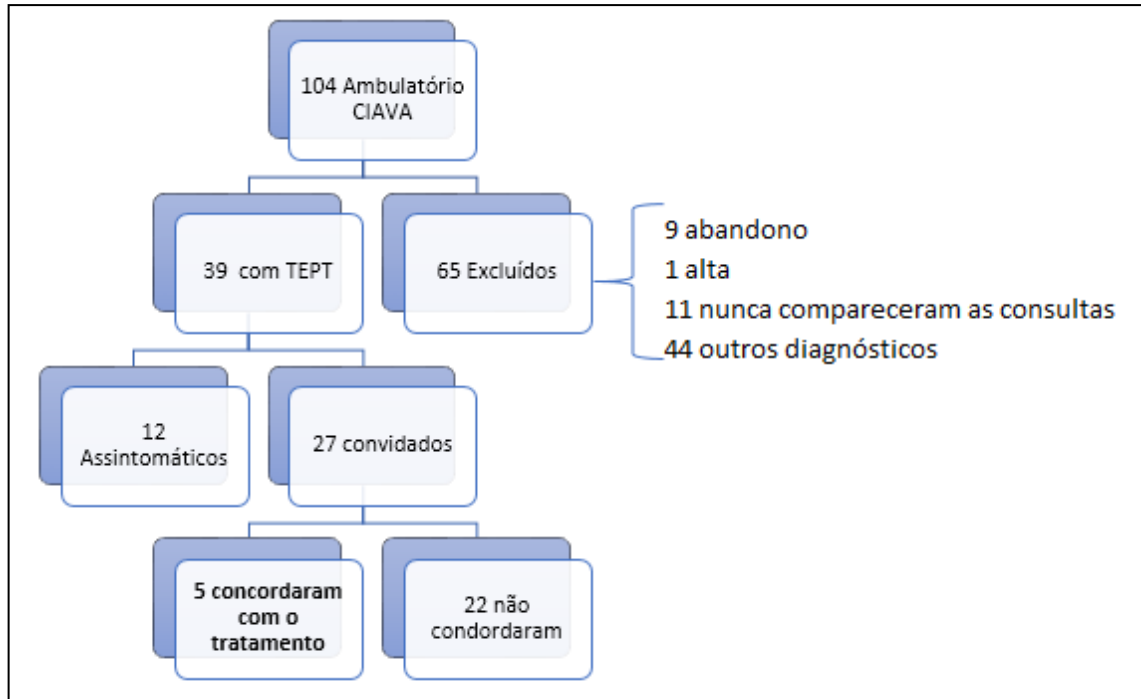 104 Ambulatório
CIAVA
39 com TEPT
65 Excluídos
9 abandono
1 alta
11 nunca compareceram as consultas
44 outros diagnósticos
12
Assintomáticos
27 convidados
5 concordaram
com o
tratamento
22 não
condordaram